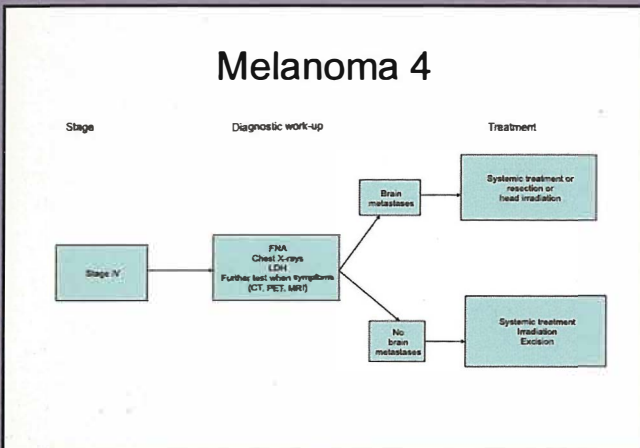 Melanoma 4
Stage
Diagnostic work-up
Treatment
Stage IV
FNA
Chest X-rays
LDH
Further test when symptoms
(CT, PET, MRI)
Brain
metastases
Systemic treatment or
resection or
head irradiation
No
brain
metastases
Systemic treatment
Irradiation
Excision